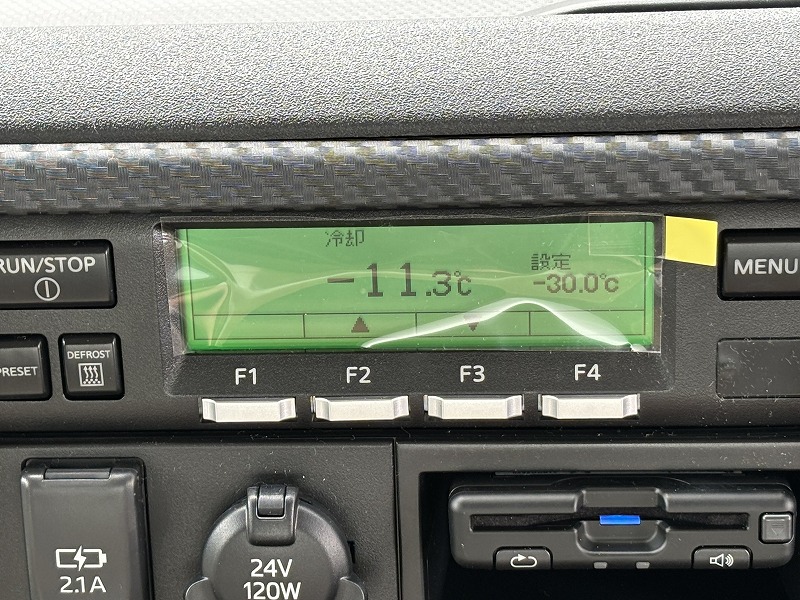 冷却
-11.3℃
設定
-30.0℃
▲
▼
RUN/STOP
MENU
PRESET
DEFROST
F1
F2
F3
F4
2.1A
24V
120W